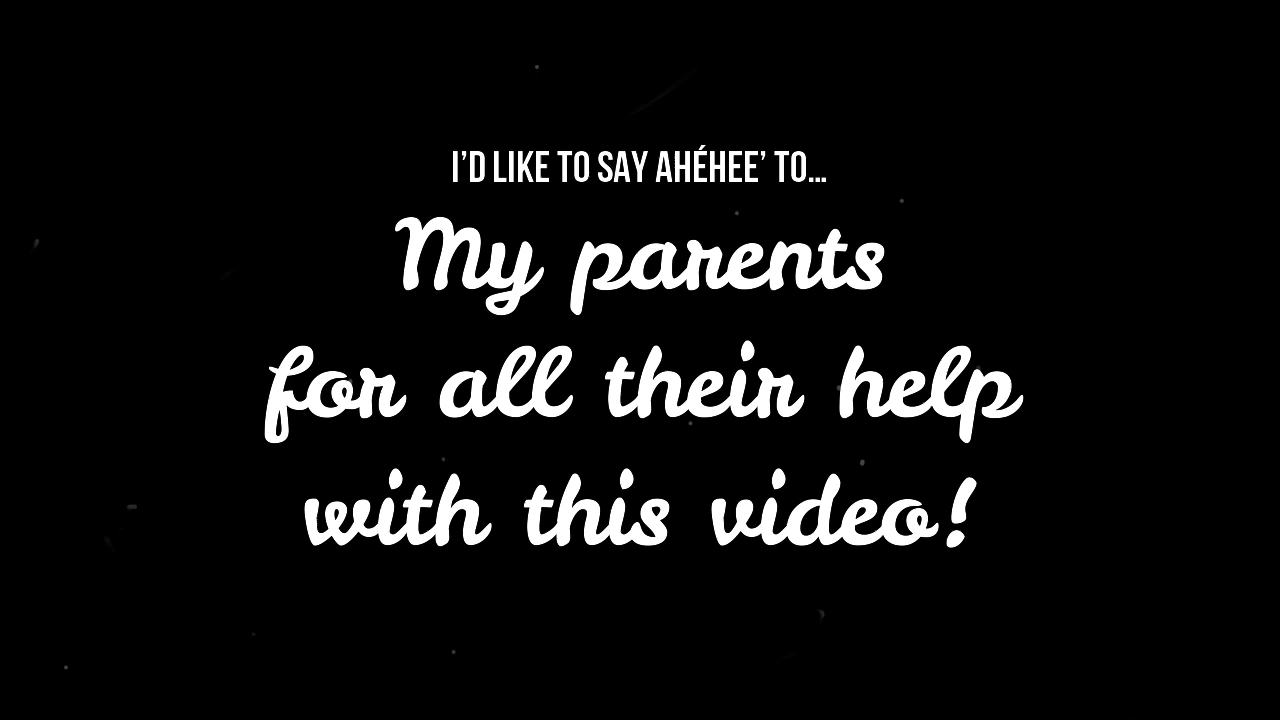 I’D LIKE TO SAY AHÉHEE’ TO...
My parents
for all their help
with this video!